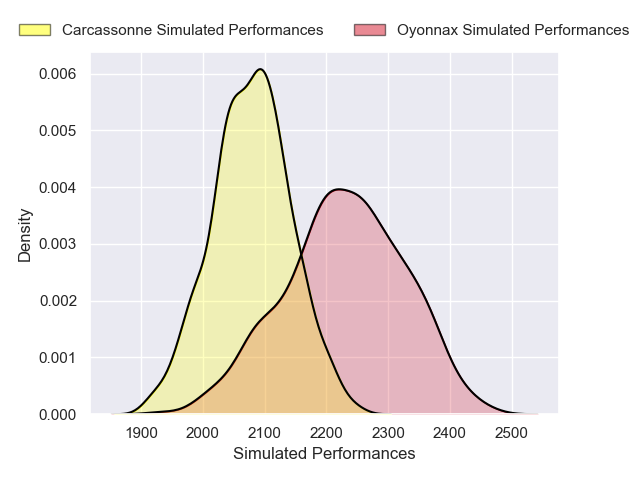 Carcassonne Simulated Performances
Oyonnax Simulated Performances
0.006
0.005
0.004
0.003
0.002
0.001
0.000
Density
1900 2000 2100 2200 2300 2400 2500
Simulated Performances